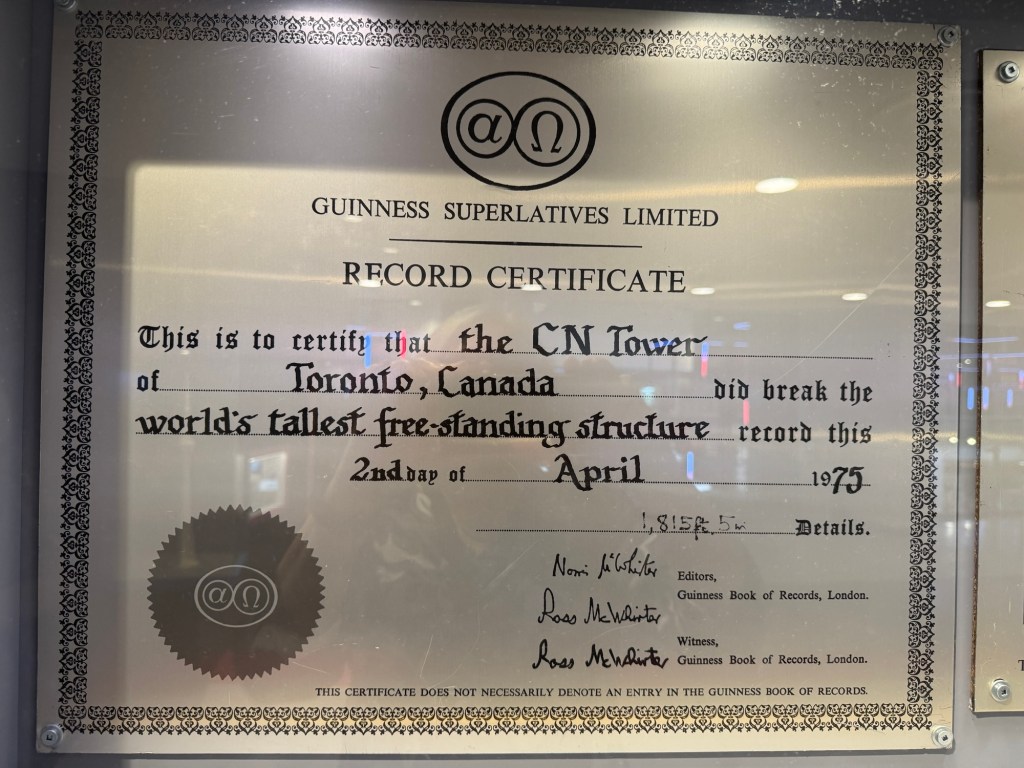 α Ω
GUINNESS SUPERLATIVES LIMITED
RECORD CERTIFICATE
This is to certify that the CN Tower
of Toronto, Canada did break the
world's tallest free-standing structure record this
2nd day of April 1975
1,815ft. 5in Details.
Norris McWhirter Editors,
Guinness Book of Records, London.
Ross McWhirter
Witness,
Ross McWhirter Guinness Book of Records, London.
α Ω
THIS CERTIFICATE DOES NOT NECESSARILY DENOTE AN ENTRY IN THE GUINNESS BOOK OF RECORDS.